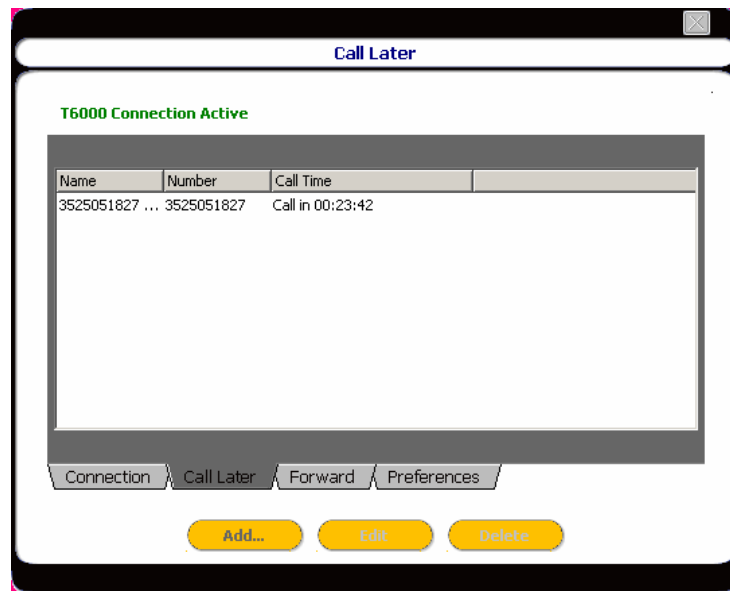 Call Later
T6000 Connection Active
Name Number Call Time
3525051827 ... 3525051827 Call in 00:23:42
Connection Call Later Forward Preferences
Add... Edit Delete